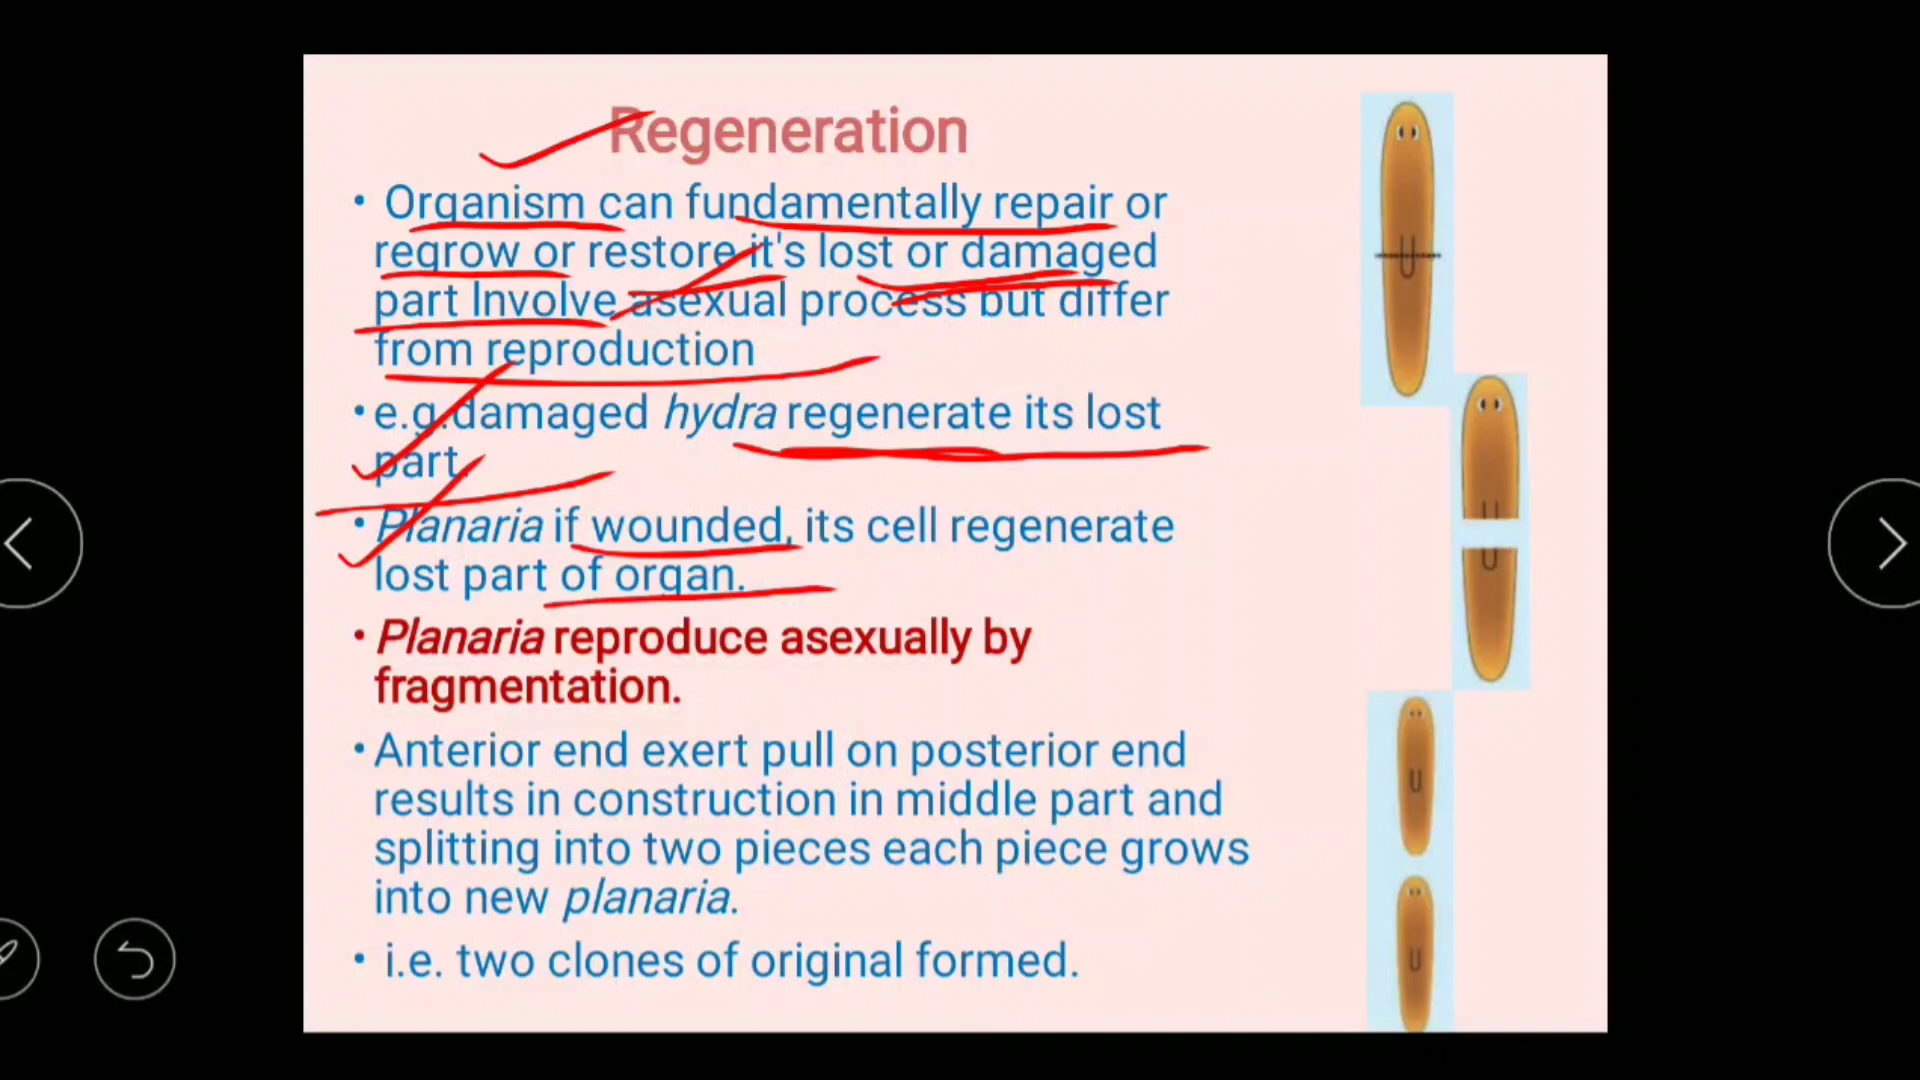 Regeneration
• Organism can fundamentally repair or
regrow or restore it's lost or damaged
part Involve asexual process but differ
from reproduction
• e.g.damaged hydra regenerate its lost
part.
• Planaria if wounded, its cell regenerate
lost part of organ.
• Planaria reproduce asexually by
fragmentation.
• Anterior end exert pull on posterior end
results in construction in middle part and
splitting into two pieces each piece grows
into new planaria.
• i.e. two clones of original formed.